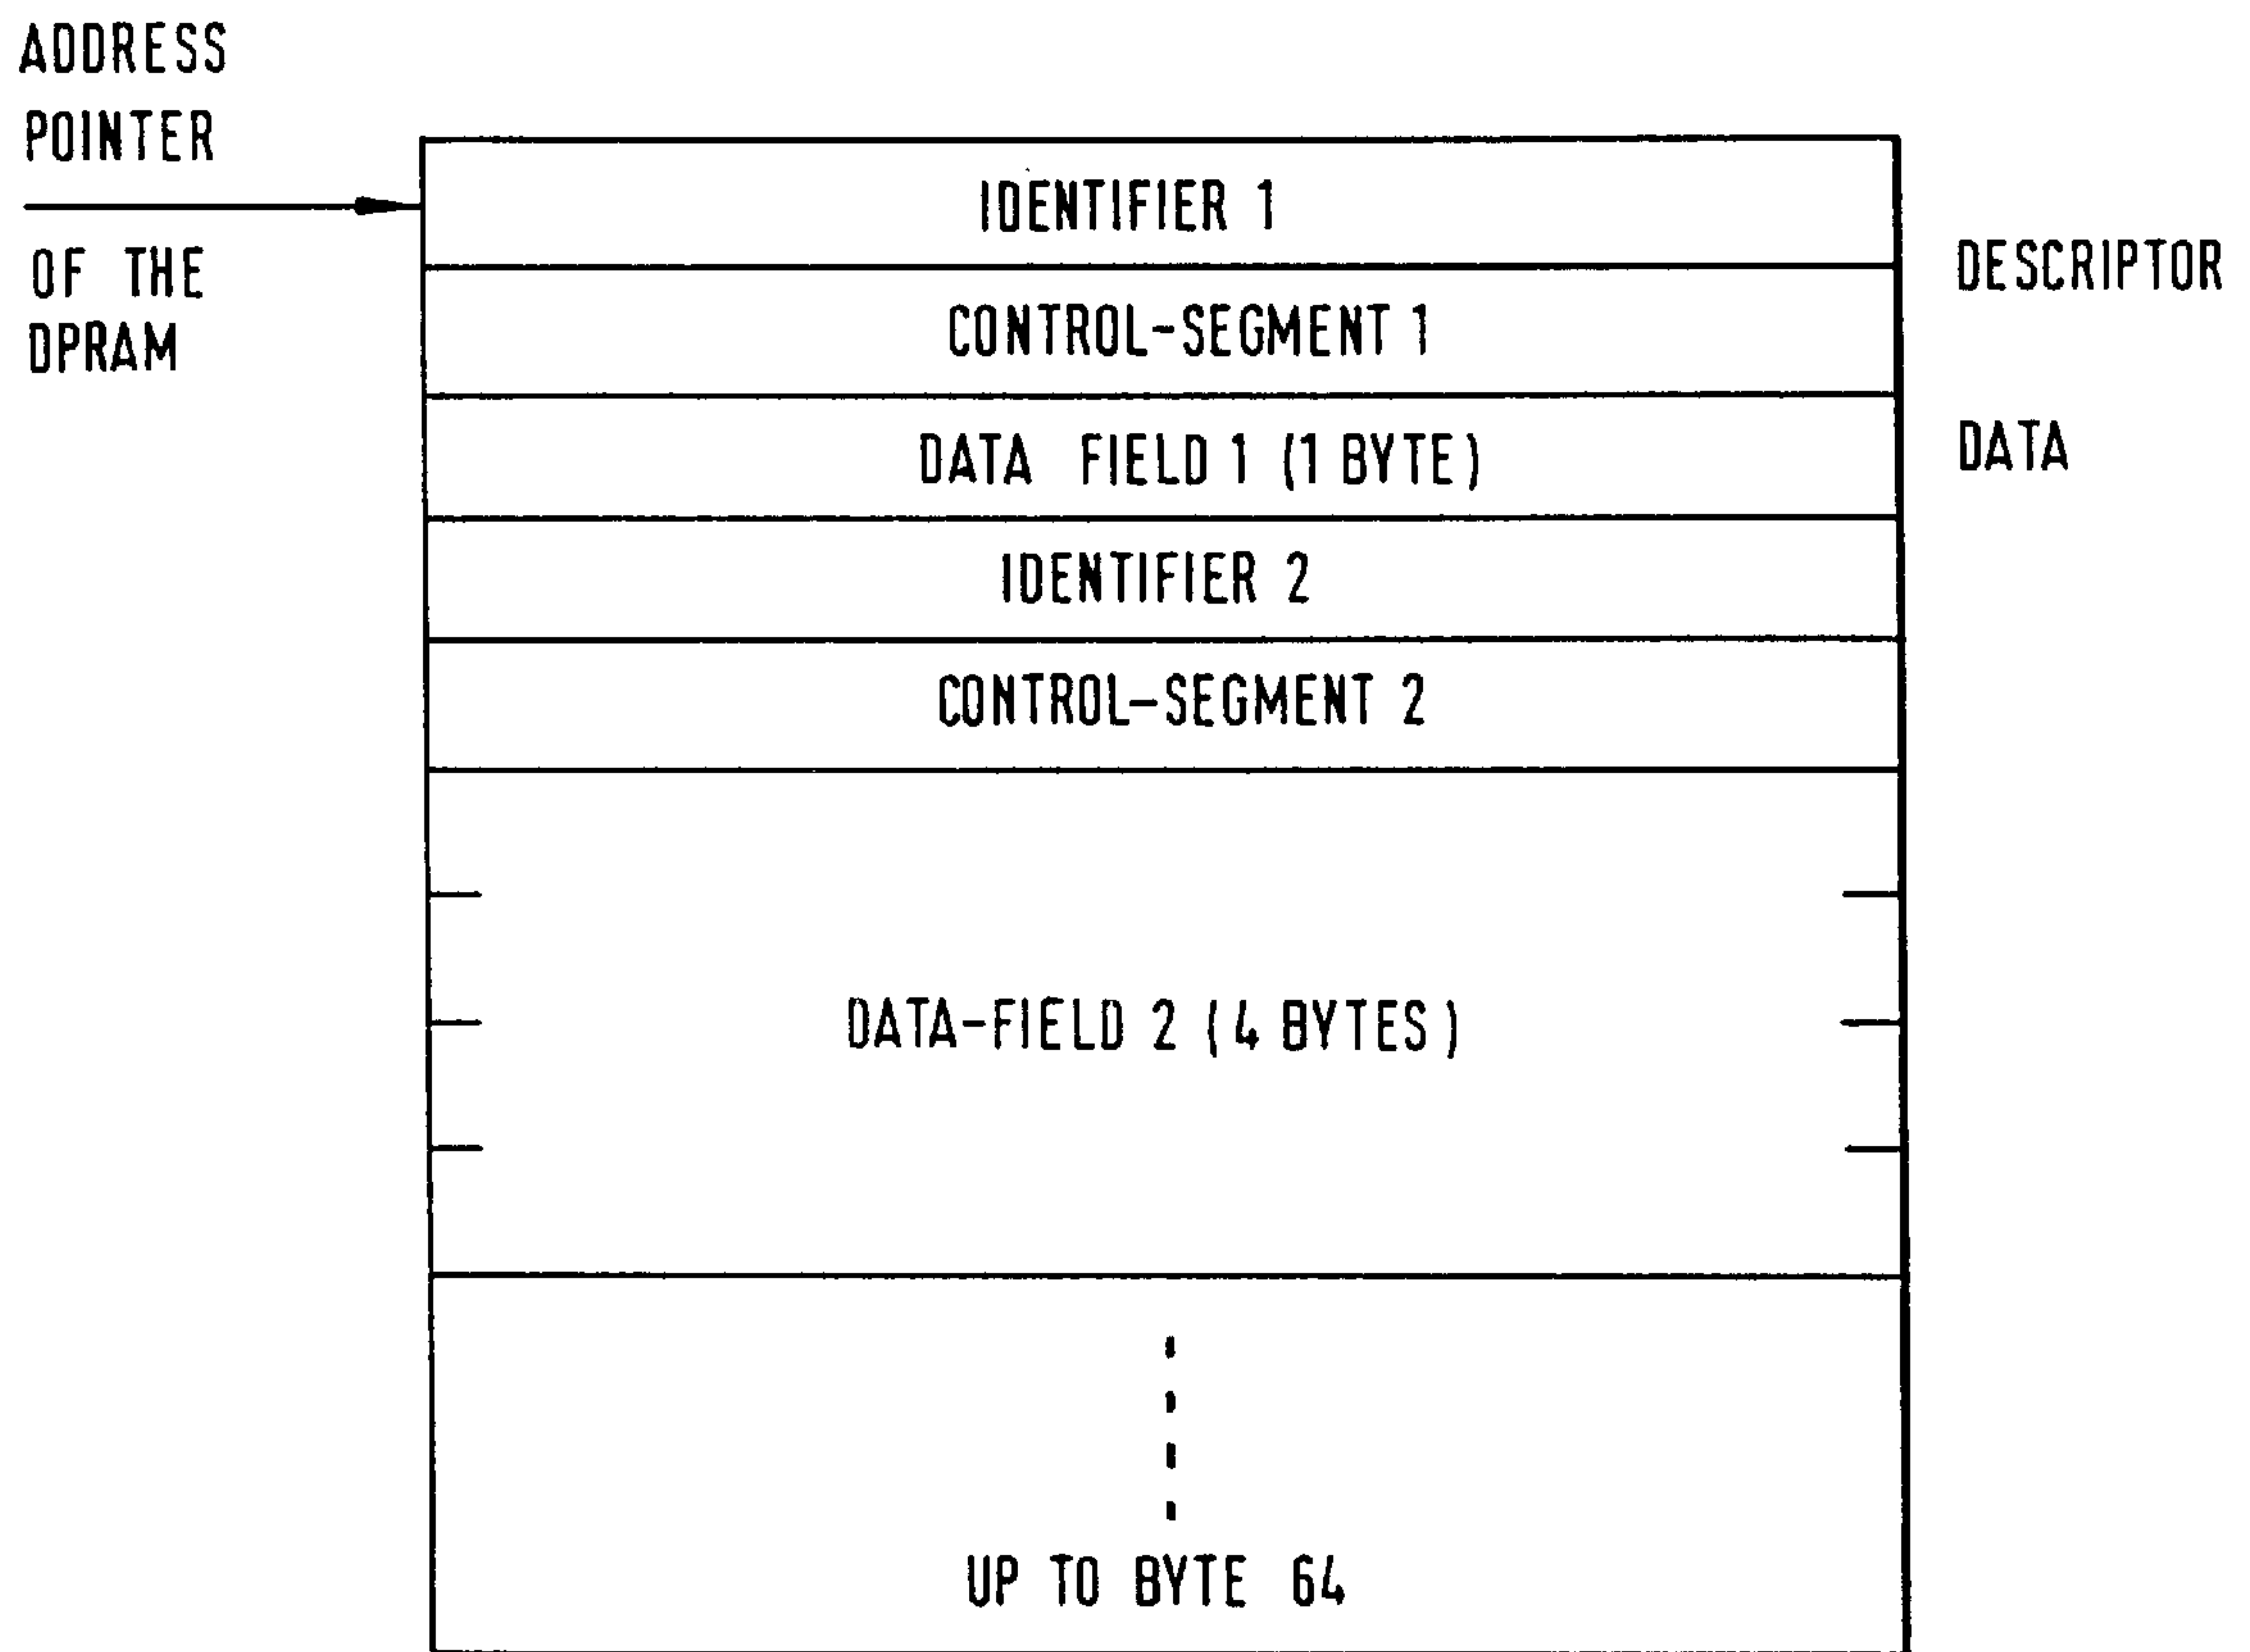 ADDRESS
POINTER
OF THE
DPRAM
IDENTIFIER 1
DESCRIPTOR
CONTROL-SEGMENT 1
DATA FIELD 1 (1 BYTE)
DATA
IDENTIFIER 2
CONTROL-SEGMENT 2
DATA-FIELD 2 (4 BYTES)
UP TO BYTE 64